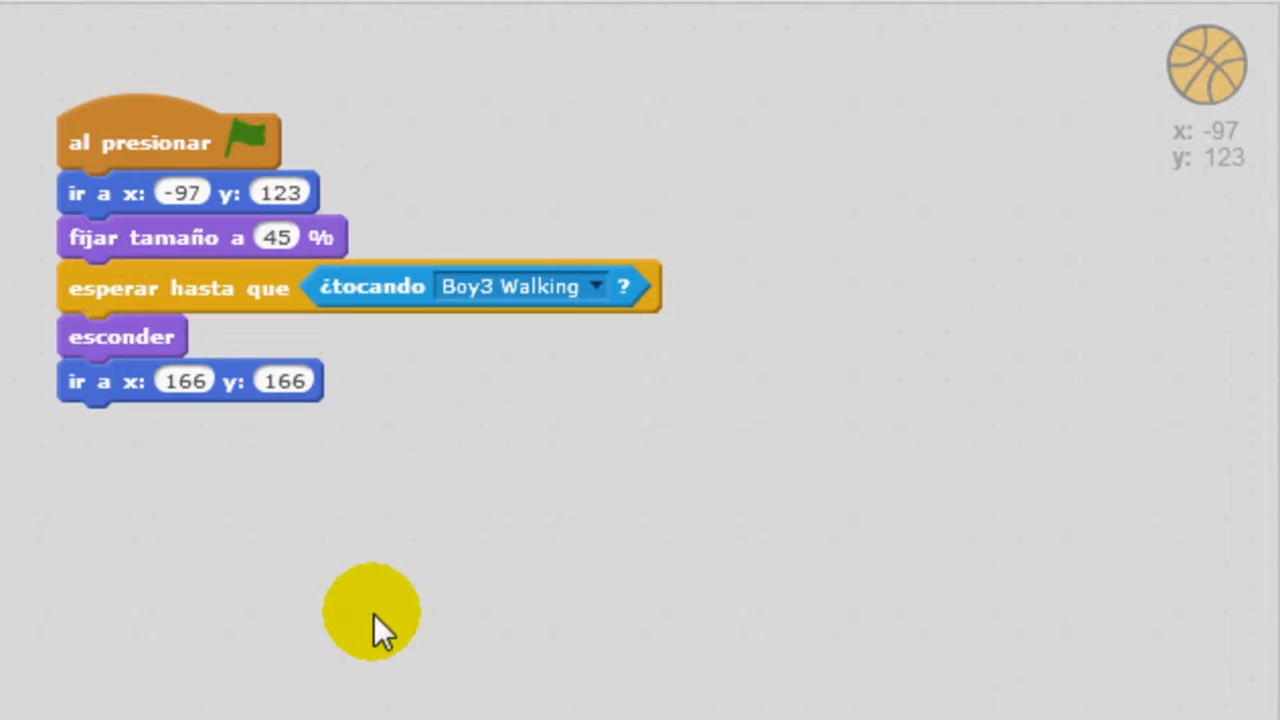 al presionar
ir a x: -97 y: 123
fijar tamaño a 45 %
esperar hasta que ¿tocando Boy3 Walking ?
esconder
ir a x: 166 y: 166
x: -97
y: 123